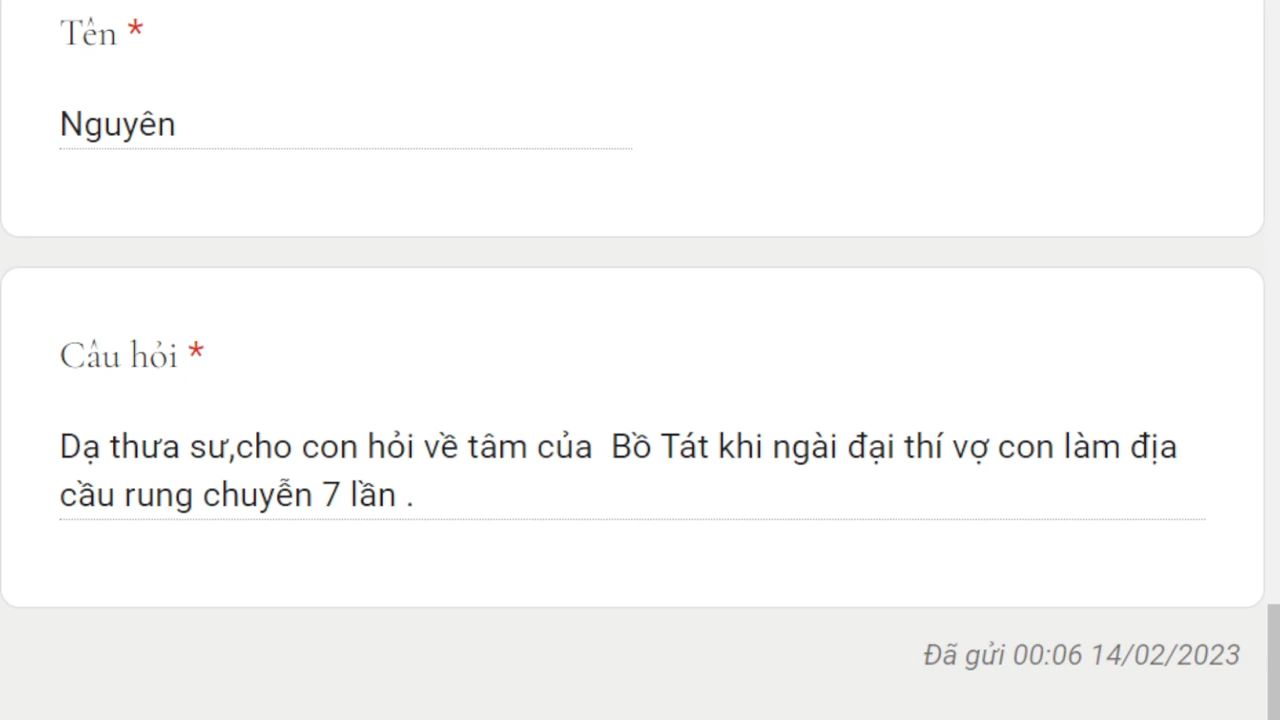 Tên *
Nguyên
Câu hỏi *
Dạ thưa sư,cho con hỏi về tâm của  Bồ Tát khi ngài đại thí vợ con làm địa
cầu rung chuyễn 7 lần .
Đã gửi 00:06 14/02/2023